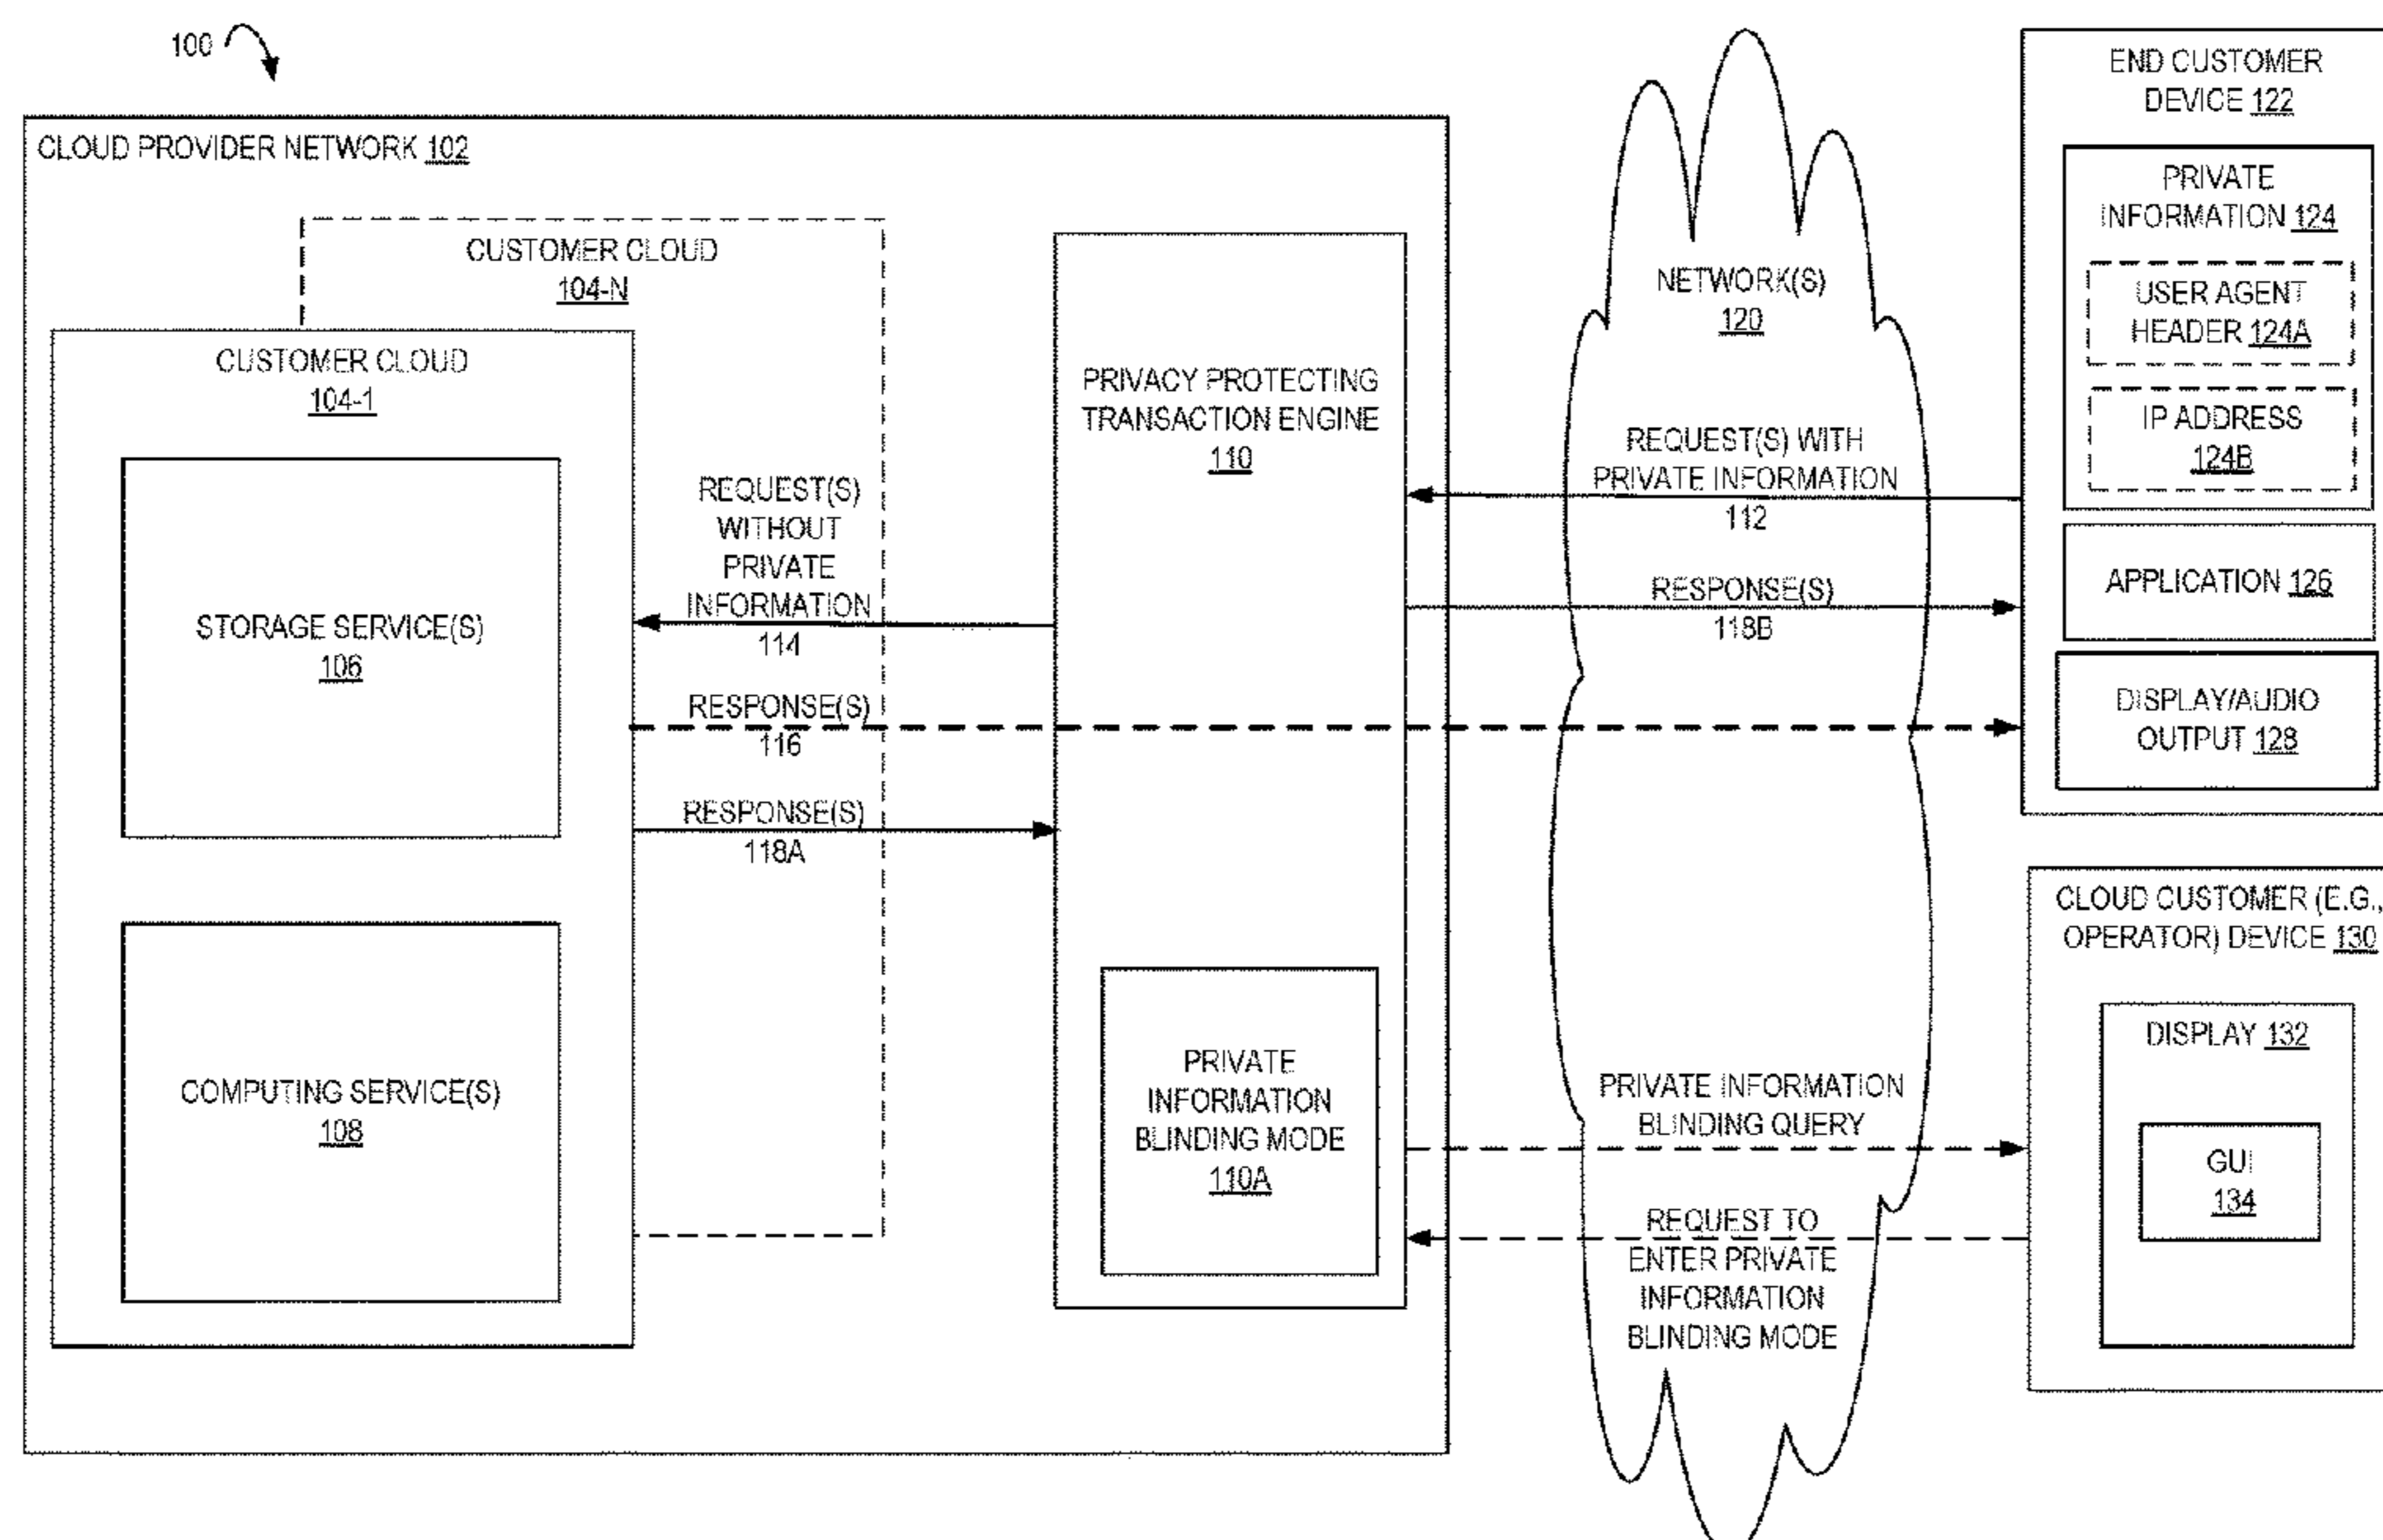 100
CLOUD PROVIDER NETWORK 102
CUSTOMER CLOUD
104-N
CUSTOMER CLOUD
104-1
STORAGE SERVICE(S)
106
COMPUTING SERVICE(S)
108
REQUEST(S)
WITHOUT
PRIVATE
INFORMATION
114
RESPONSE(S)
116
RESPONSE(S)
118A
PRIVACY PROTECTING
TRANSACTION ENGINE
110
PRIVATE
INFORMATION
BLINDING MODE
110A
NETWORK(S)
120
REQUEST(S) WITH
PRIVATE INFORMATION
112
RESPONSE(S)
118B
PRIVATE INFORMATION
BLINDING QUERY
REQUEST TO
ENTER PRIVATE
INFORMATION
BLINDING MODE
END CUSTOMER
DEVICE 122
PRIVATE
INFORMATION 124
USER AGENT
HEADER 124A
IP ADDRESS
124B
APPLICATION 126
DISPLAY/AUDIO
OUTPUT 128
CLOUD CUSTOMER (E.G.,
OPERATOR) DEVICE 130
DISPLAY 132
GUI
134